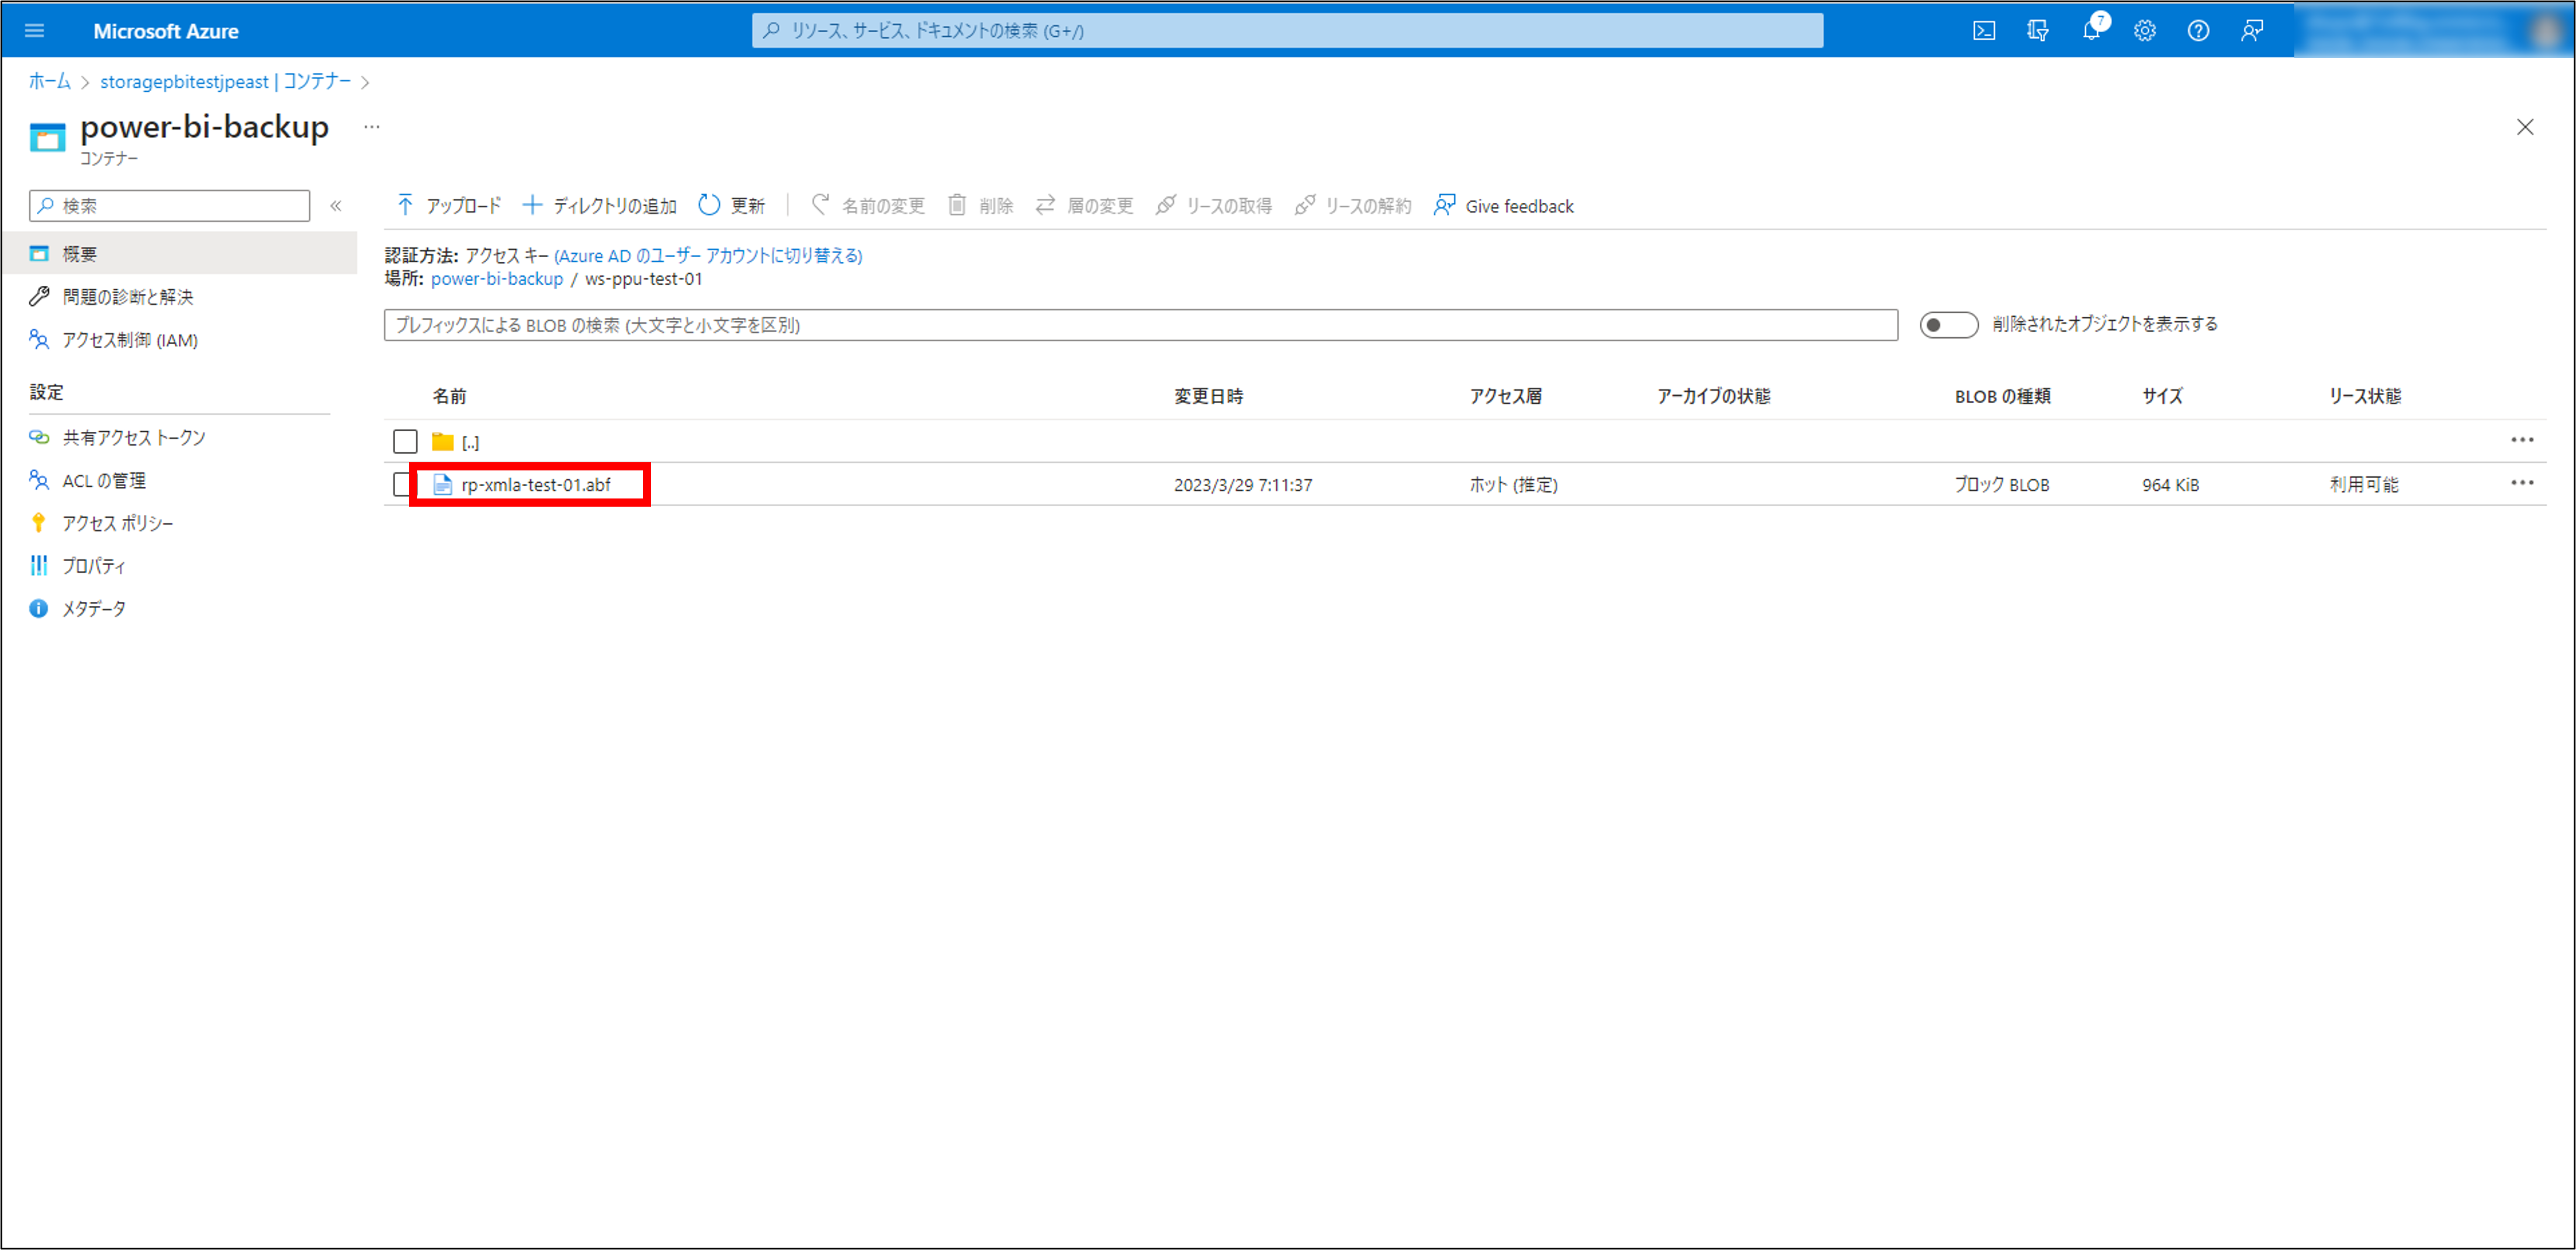 Microsoft Azure
リソース、サービス、ドキュメントの検索 (G+/)
7
ホーム > storagepbitestjpeast | コンテナー >
power-bi-backup ...
コンテナー
検索
«
アップロード ディレクトリの追加 更新 名前の変更 削除 層の変更 リースの取得 リースの解約 Give feedback
概要
問題の診断と解決
アクセス制御 (IAM)
設定
共有アクセス トークン
ACL の管理
アクセス ポリシー
プロパティ
メタデータ
認証方法: アクセス キー (Azure AD のユーザー アカウントに切り替える)
場所: power-bi-backup / ws-ppu-test-01
プレフィックスによる BLOB の検索 (大文字と小文字を区別)
削除されたオブジェクトを表示する
名前 変更日時 アクセス層 アーカイブの状態 BLOB の種類 サイズ リース状態
[..]
rp-xmla-test-01.abf 2023/3/29 7:11:37 ホット (推定) ブロック BLOB 964 KiB 利用可能